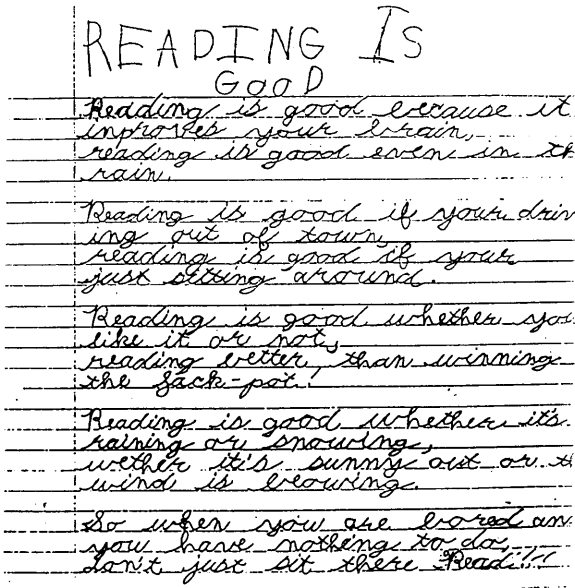 READING IS
GOOD
Reading is good because it
inproves your brain,
reading is good even in th
rain.
Reading is good if your driv
ing out of town,
reading is good if your
just sitting around.
Reading is good whether you
like it or not,
reading better, than winning
the jack-pot!
Reading is good whether it's
raining or snowing,
wether it's sunny out or th
wind is blowing.
So when you are bored an
you have nothing to do,
don't just sit there Read!!!